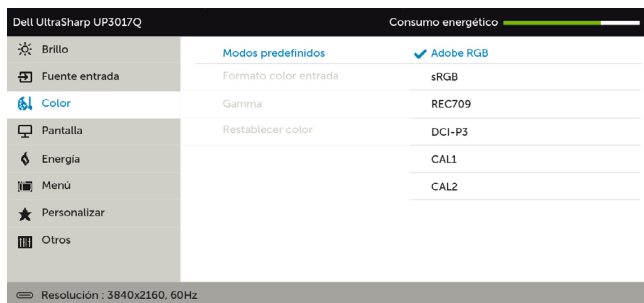 Dell UltraSharp UP3017Q
Consumo energético
Brillo
Modos predefinidos
Adobe RGB
Fuente entrada
Formato color entrada
sRGB
Color
Gamma
REC709
Pantalla
Restablecer color
DCI-P3
Energía
CAL1
Menú
CAL2
Personalizar
Otros
Resolución : 3840x2160, 60Hz